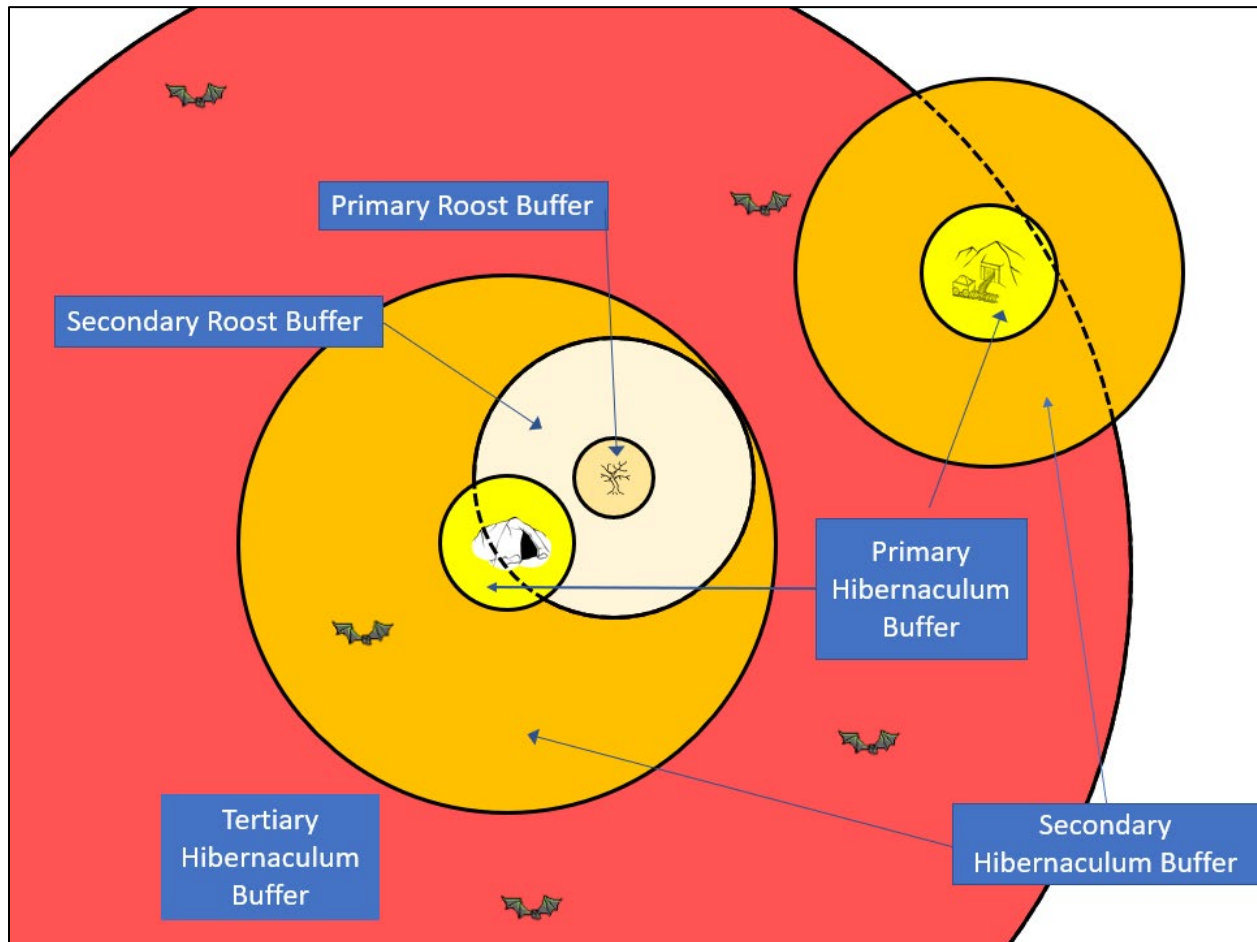 Primary Roost Buffer
Secondary Roost Buffer
Primary
Hibernaculum
Buffer
Tertiary
Hibernaculum
Buffer
Secondary
Hibernaculum Buffer